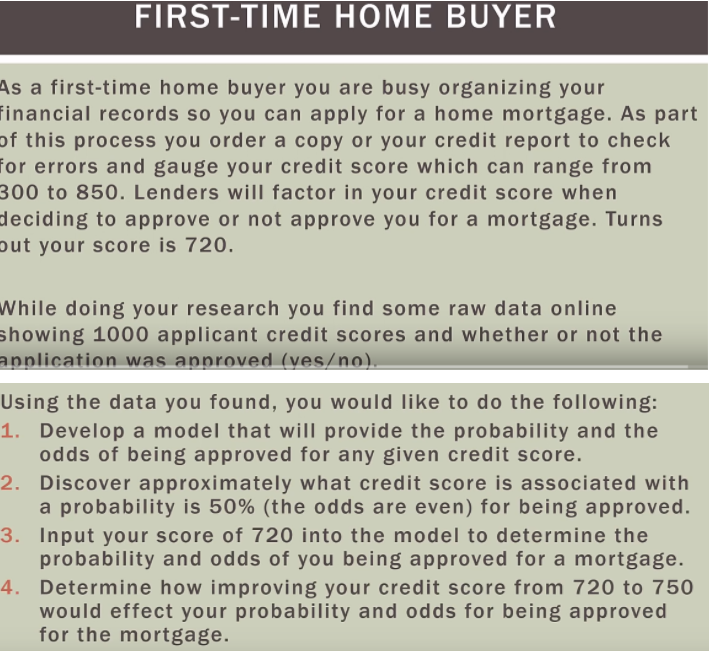 FIRST-TIME HOME BUYER
As a first-time home buyer you are busy organizing your
financial records so you can apply for a home mortgage. As part
of this process you order a copy or your credit report to check
for errors and gauge your credit score which can range from
300 to 850. Lenders will factor in your credit score when
deciding to approve or not approve you for a mortgage. Turns
out your score is 720.
While doing your research you find some raw data online
showing 1000 applicant credit scores and whether or not the
application was approved (yes/no).
Using the data you found, you would like to do the following:
1. Develop a model that will provide the probability and the
odds of being approved for any given credit score.
2. Discover approximately what credit score is associated with
a probability is 50% (the odds are even) for being approved.
3. Input your score of 720 into the model to determine the
probability and odds of you being approved for a mortgage.
4. Determine how improving your credit score from 720 to 750
would effect your probability and odds for being approved
for the mortgage.